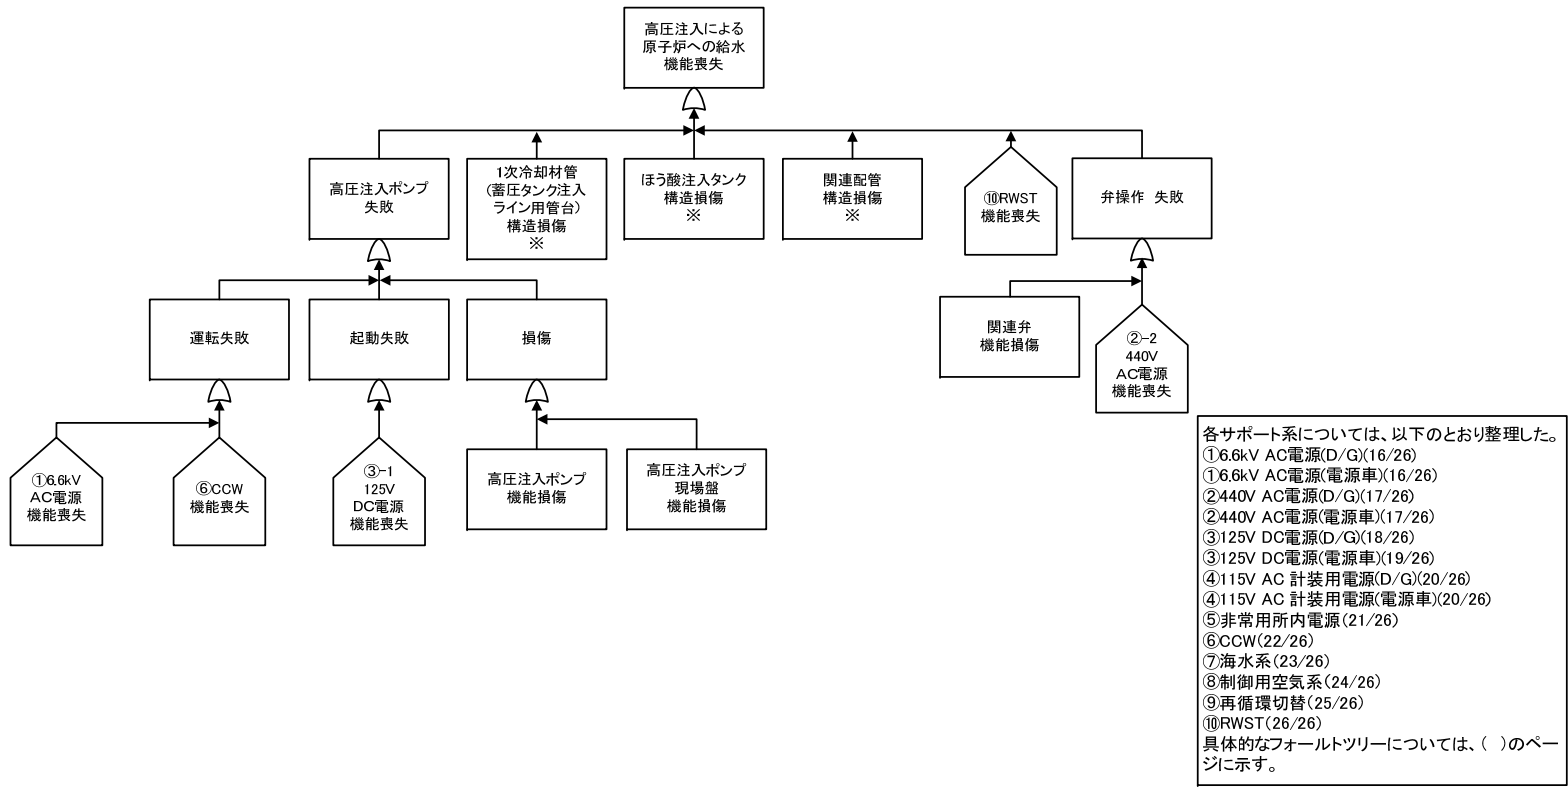 高圧注入による
原子炉への給水
機能喪失
高圧注入ポンプ
失敗
1次冷却材管
(蓄圧タンク注入
ライン用管台)
構造損傷
※
ほう酸注入タンク
構造損傷
※
関連配管
構造損傷
※
⑩RWST
機能喪失
弁操作 失敗
運転失敗
起動失敗
損傷
関連弁
機能損傷
②-2
440V
AC電源
機能喪失
①6.6kV
AC電源
機能喪失
⑥CCW
機能喪失
③-1
125V
DC電源
機能喪失
高圧注入ポンプ
機能損傷
高圧注入ポンプ
現場盤
機能損傷
各サポート系については、以下のとおり整理した。
①6.6kV AC電源(D/G)(16/26)
①6.6kV AC電源(電源車)(16/26)
②440V AC電源(D/G)(17/26)
②440V AC電源(電源車)(17/26)
③125V DC電源(D/G)(18/26)
③125V DC電源(電源車)(19/26)
④115V AC 計装用電源(D/G)(20/26)
④115V AC 計装用電源(電源車)(20/26)
⑤非常用所内電源(21/26)
⑥CCW(22/26)
⑦海水系(23/26)
⑧制御用空気系(24/26)
⑨再循環切替(25/26)
⑩RWST(26/26)
具体的なフォールトツリーについては、( )のペー
ジに示す。